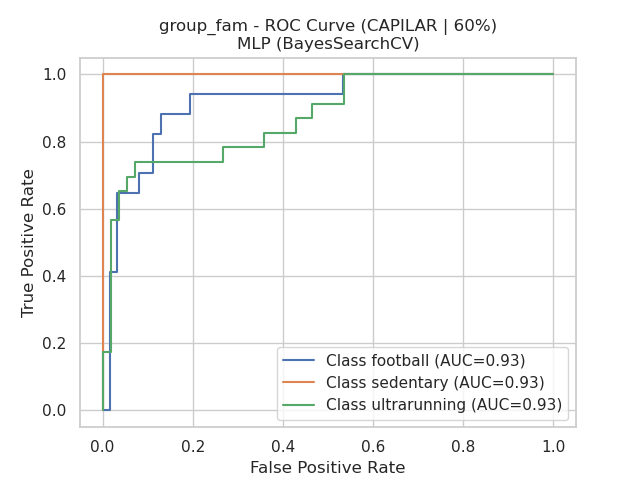 group_fam - ROC Curve (CAPILAR | 60%)
MLP (BayesSearchCV)
True Positive Rate
1.0
0.8
0.6
0.4
0.2
0.0
Class football (AUC=0.93)
Class sedentary (AUC=0.93)
Class ultrarunning (AUC=0.93)
0.0 0.2 0.4 0.6 0.8 1.0
False Positive Rate